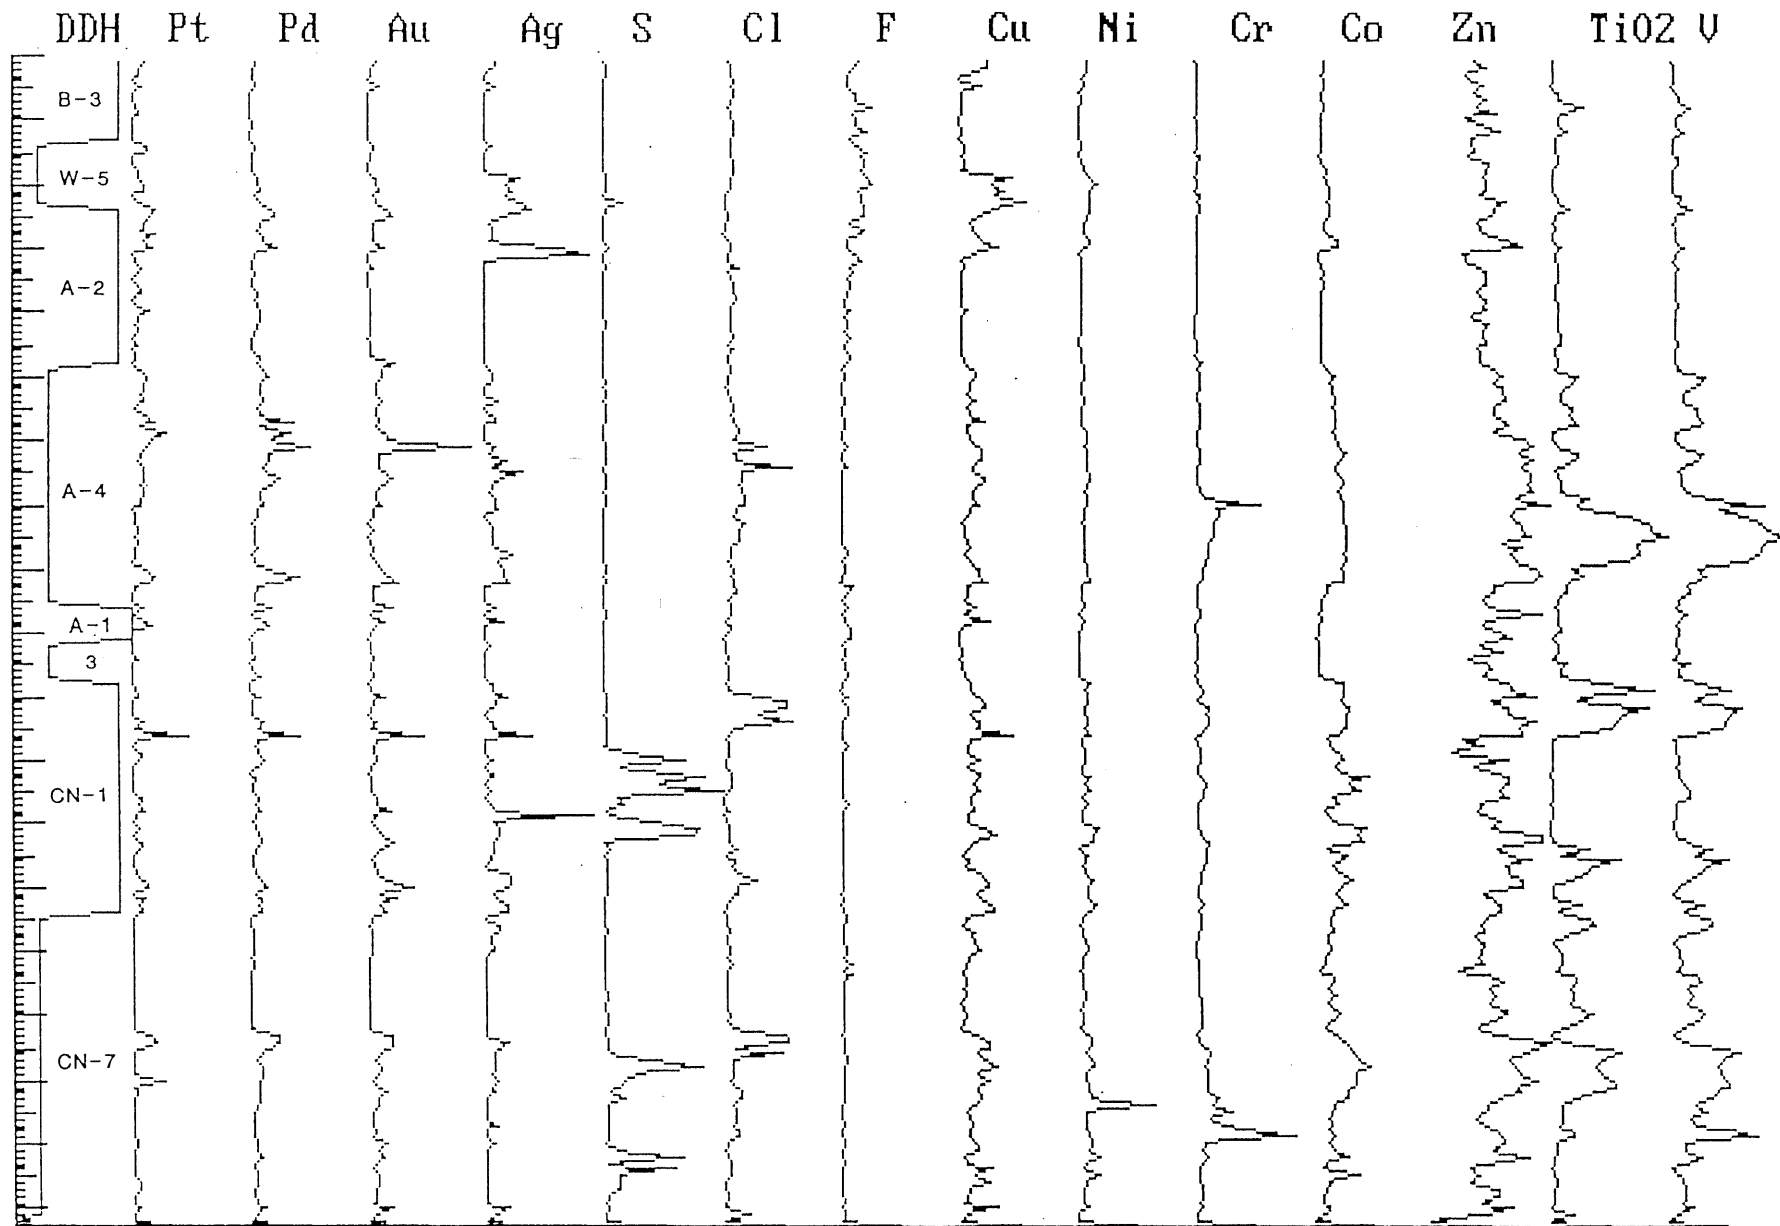 DDH Pt Pd Au Ag S Cl F Cu Ni Cr Co Zn TiO2 V
B-3
W-5
A-2
A-4
A-1
3
CN-1
CN-7